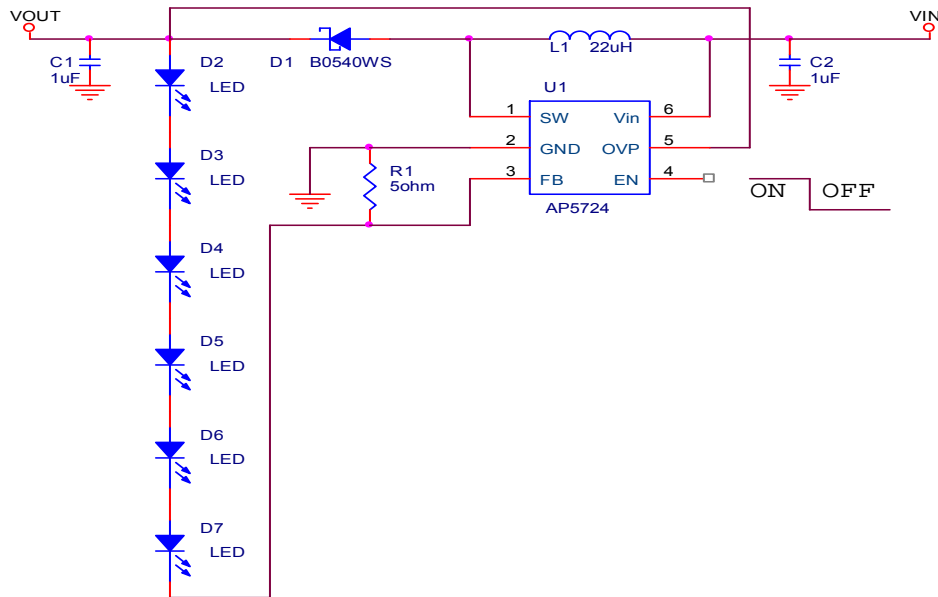 VOUT
VIN
C1
1uF
D2
LED
D1
B0540WS
L1
22uH
C2
1uF
U1
1
SW
Vin
6
2
GND
OVP
5
3
FB
EN
4
AP5724
R1
5ohm
ON
OFF
D3
LED
D4
LED
D5
LED
D6
LED
D7
LED